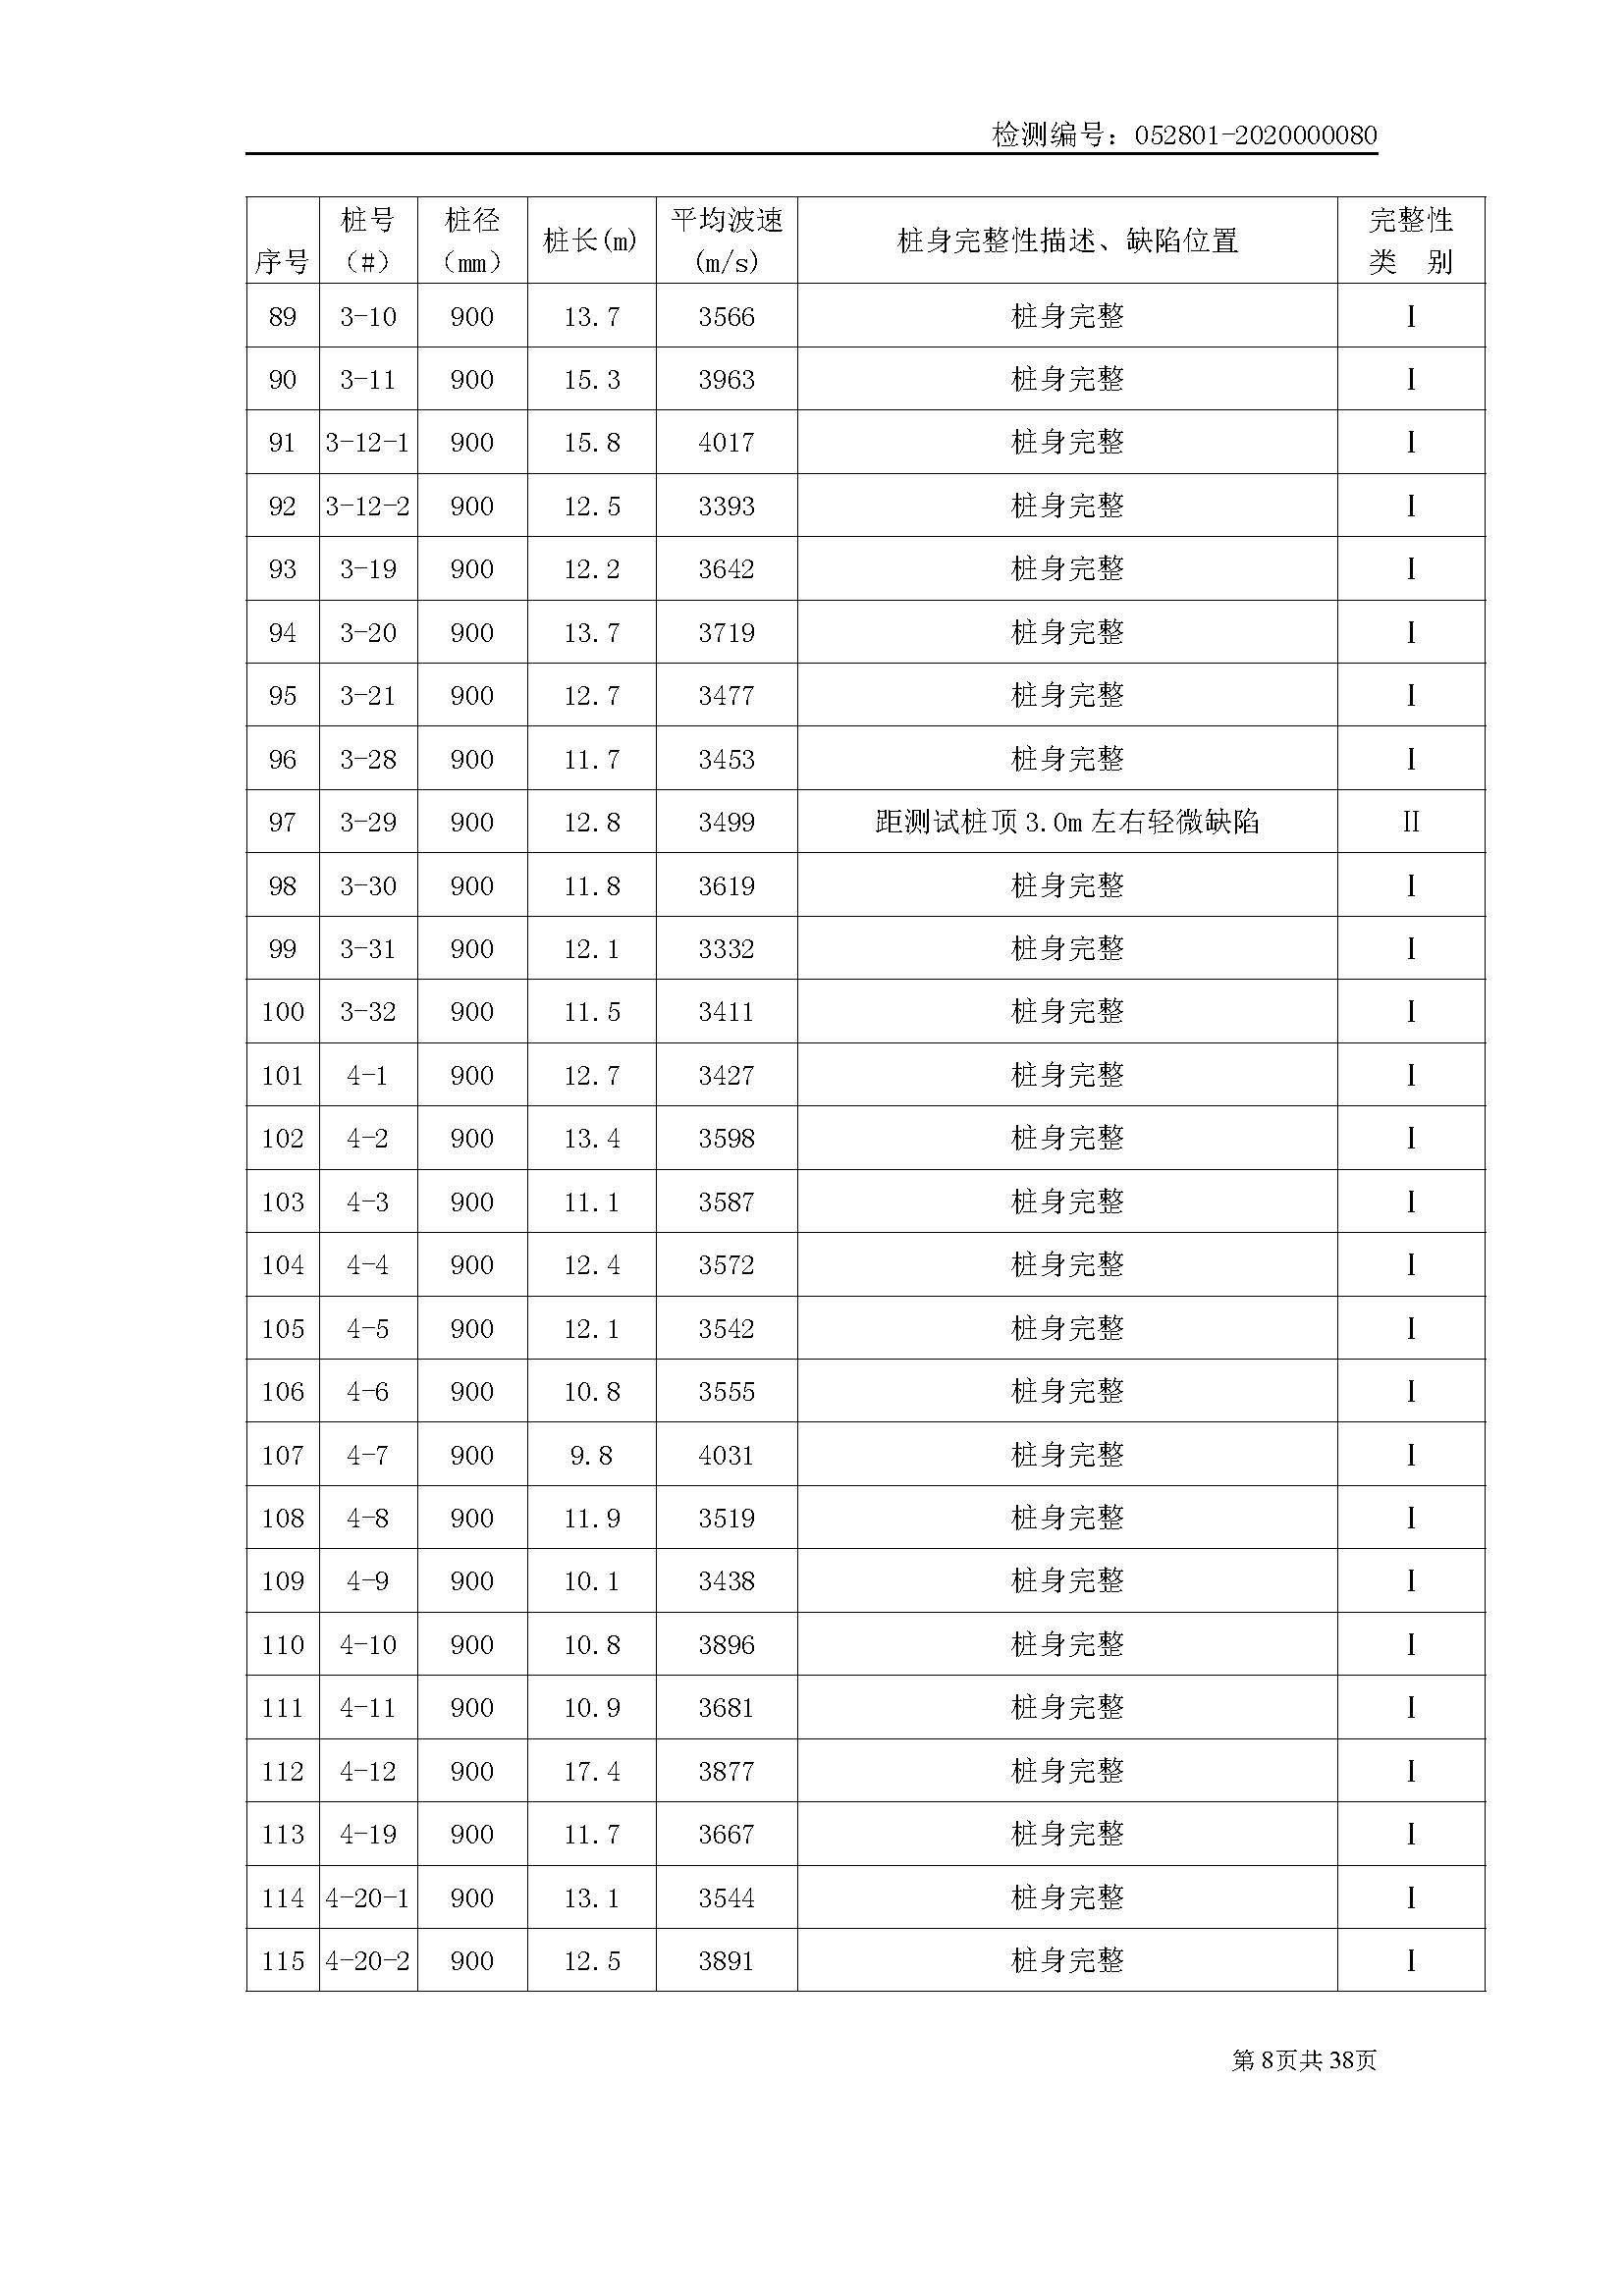 检测编号：052801-2020000080
序号 桩号（#） 桩径（mm） 桩长(m) 平均波速(m/s) 桩身完整性描述、缺陷位置 完整性类 别
89 3-10 900 13.7 3566 桩身完整 Ⅰ
90 3-11 900 15.3 3963 桩身完整 Ⅰ
91 3-12-1 900 15.8 4017 桩身完整 Ⅰ
92 3-12-2 900 12.5 3393 桩身完整 Ⅰ
93 3-19 900 12.2 3642 桩身完整 Ⅰ
94 3-20 900 13.7 3719 桩身完整 Ⅰ
95 3-21 900 12.7 3477 桩身完整 Ⅰ
96 3-28 900 11.7 3453 桩身完整 Ⅰ
97 3-29 900 12.8 3499 距测试桩顶 3.0m 左右轻微缺陷 Ⅱ
98 3-30 900 11.8 3619 桩身完整 Ⅰ
99 3-31 900 12.1 3332 桩身完整 Ⅰ
100 3-32 900 11.5 3411 桩身完整 Ⅰ
101 4-1 900 12.7 3427 桩身完整 Ⅰ
102 4-2 900 13.4 3598 桩身完整 Ⅰ
103 4-3 900 11.1 3587 桩身完整 Ⅰ
104 4-4 900 12.4 3572 桩身完整 Ⅰ
105 4-5 900 12.1 3542 桩身完整 Ⅰ
106 4-6 900 10.8 3555 桩身完整 Ⅰ
107 4-7 900 9.8 4031 桩身完整 Ⅰ
108 4-8 900 11.9 3519 桩身完整 Ⅰ
109 4-9 900 10.1 3438 桩身完整 Ⅰ
110 4-10 900 10.8 3896 桩身完整 Ⅰ
111 4-11 900 10.9 3681 桩身完整 Ⅰ
112 4-12 900 17.4 3877 桩身完整 Ⅰ
113 4-19 900 11.7 3667 桩身完整 Ⅰ
114 4-20-1 900 13.1 3544 桩身完整 Ⅰ
115 4-20-2 900 12.5 3891 桩身完整 Ⅰ
第 8页共 38页